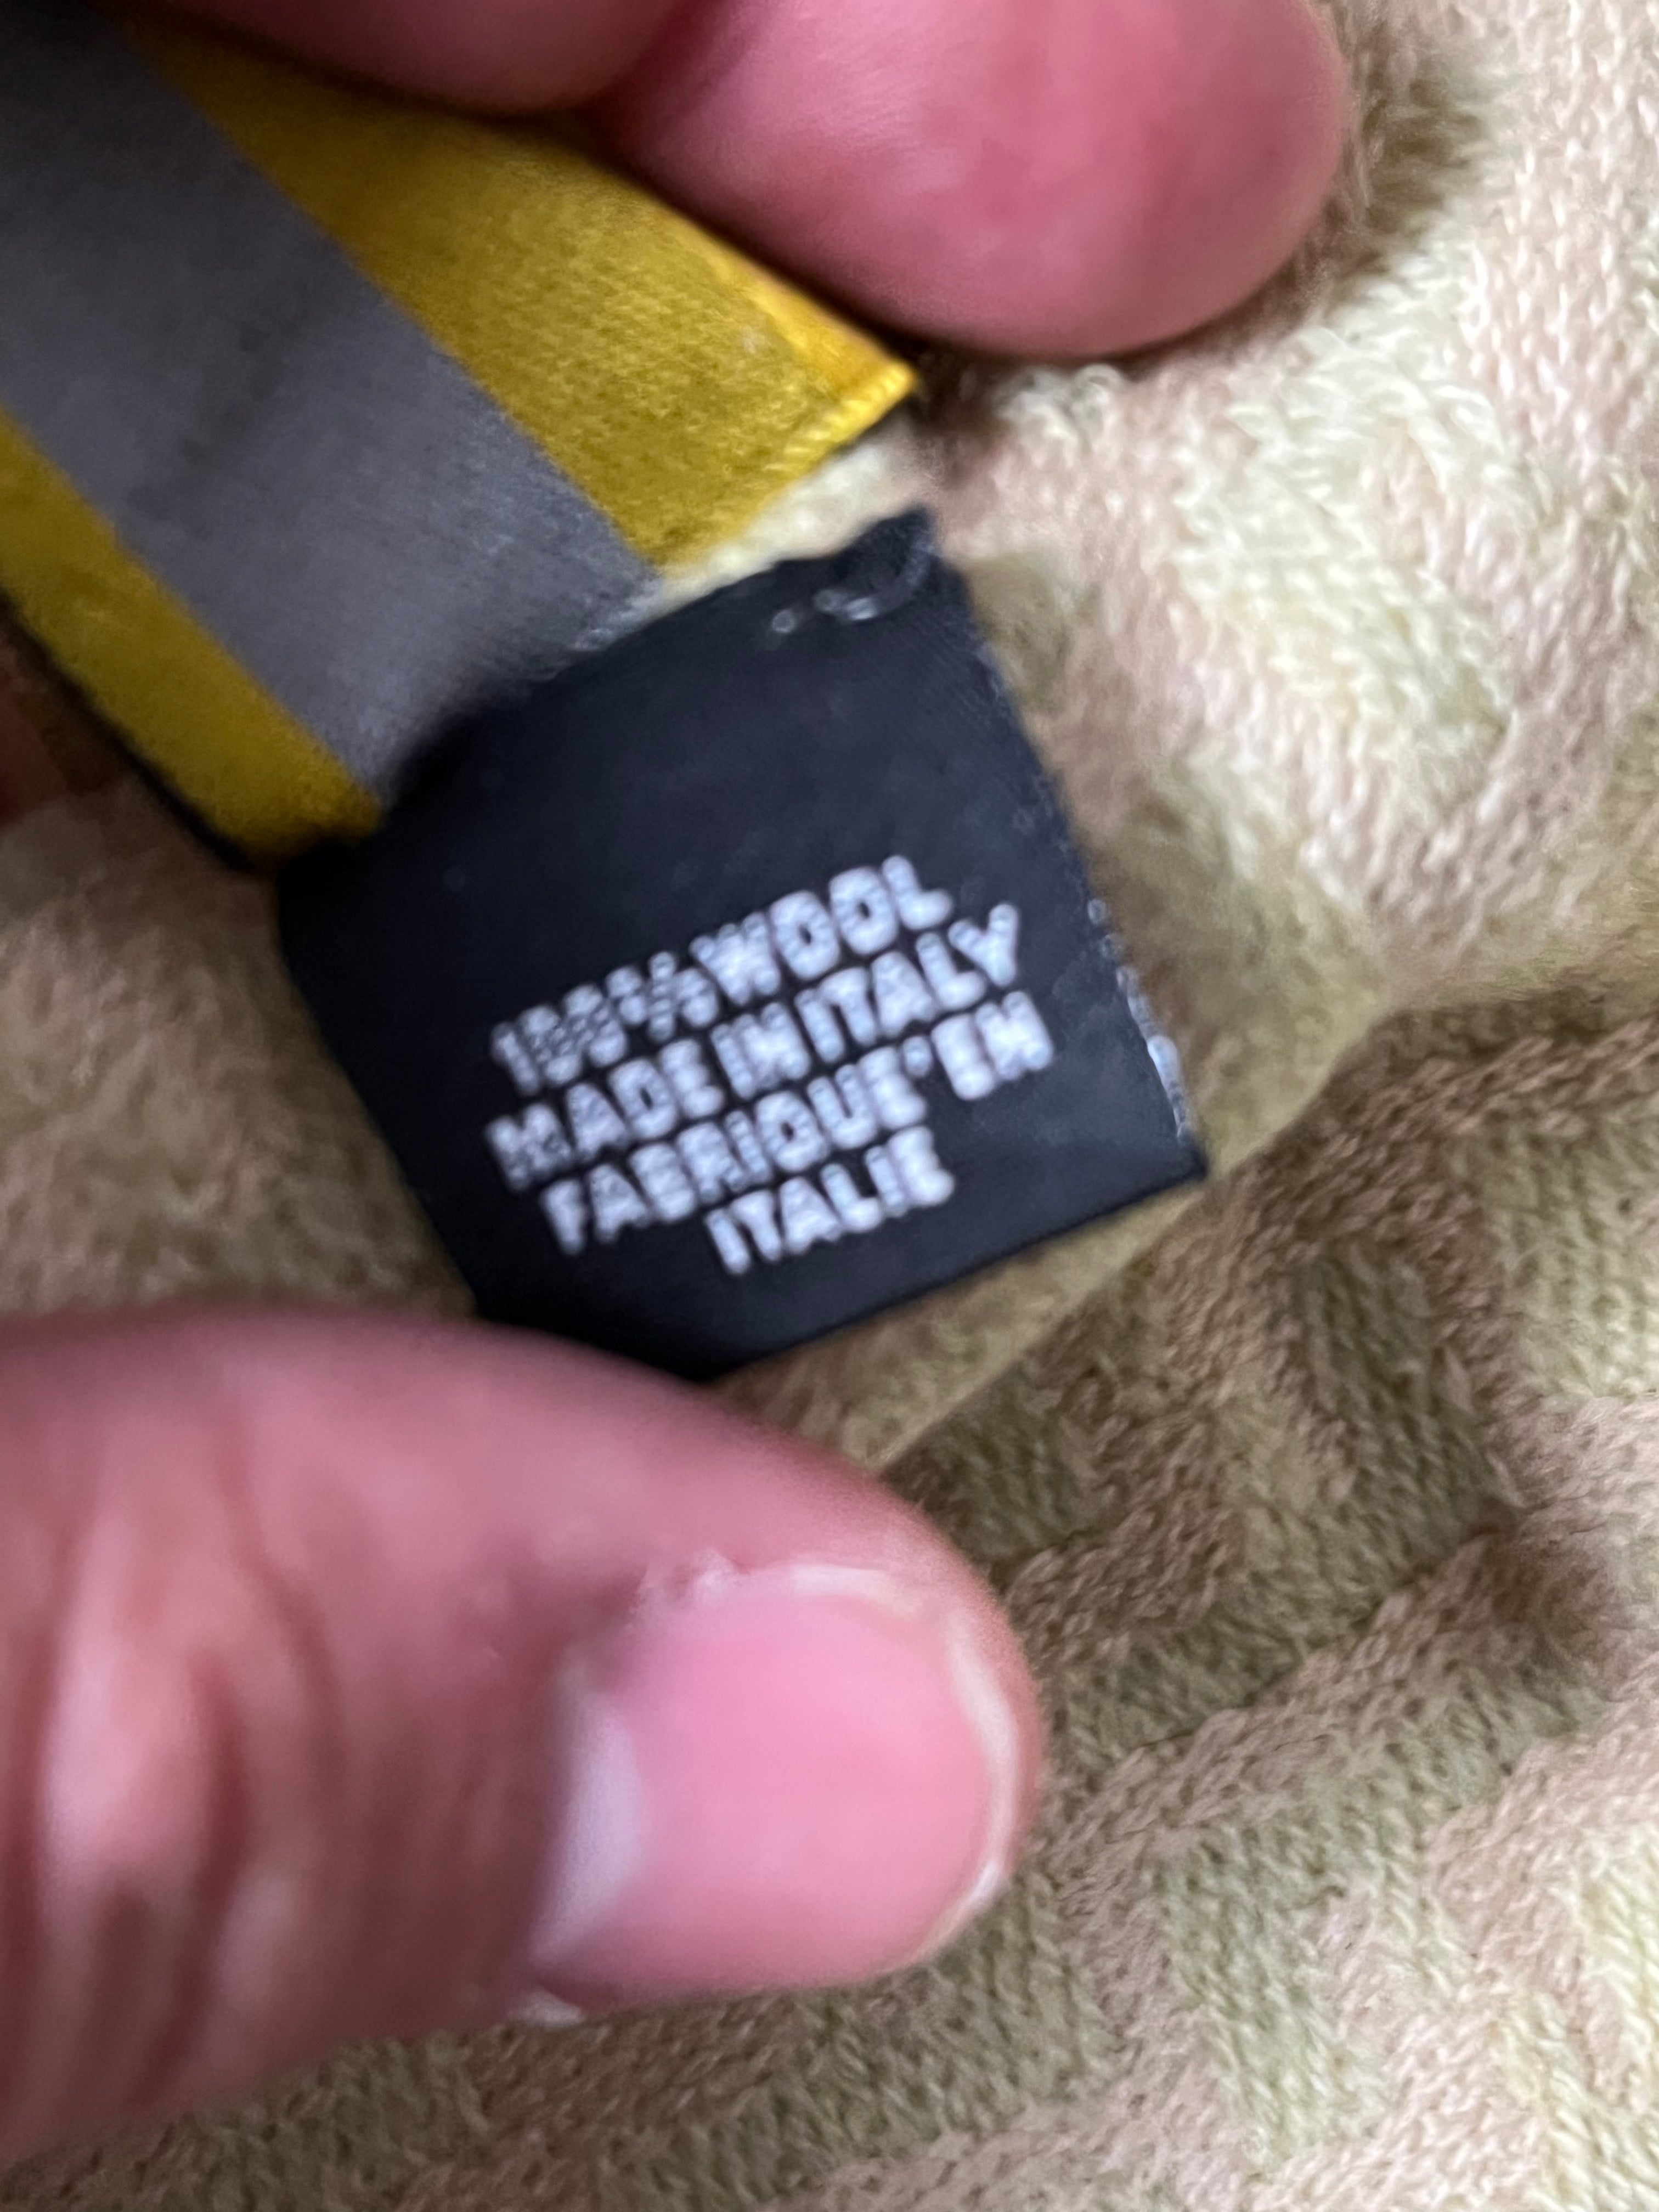 100%WOOL
MADE IN ITALY
FABRIQUE'EN
ITALIE